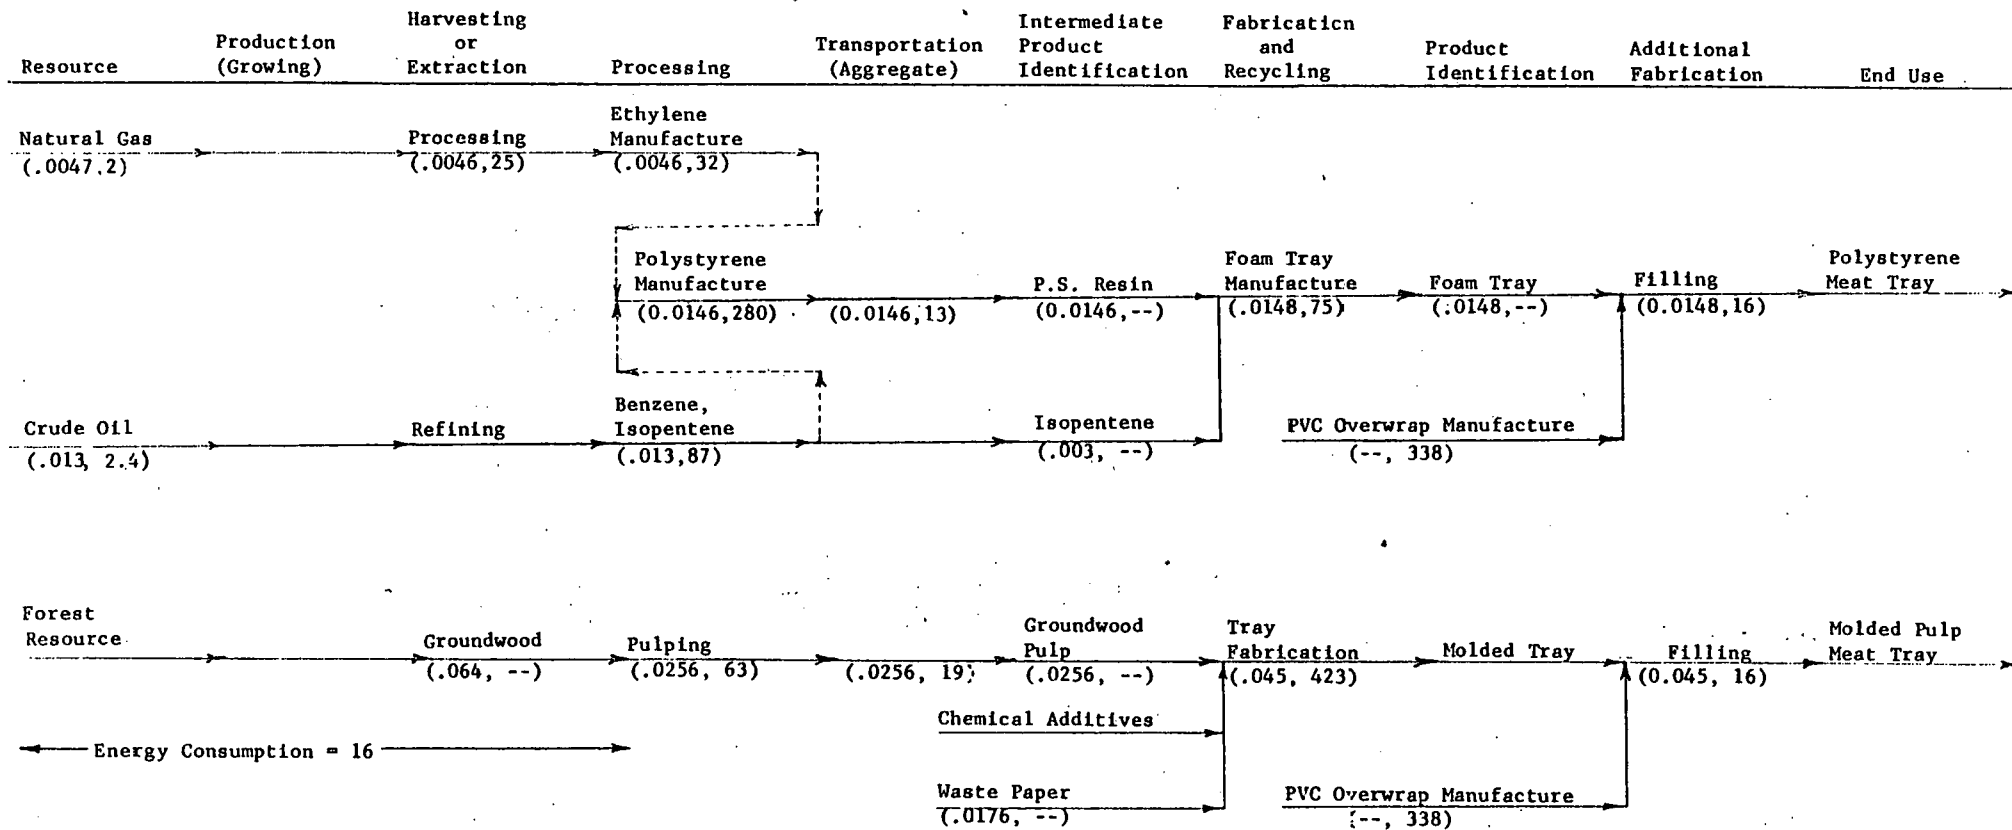 Resource
Production
(Growing)
Harvesting
or
Extraction
Processing
Transportation
(Aggregate)
Intermediate
Product
Identification
Fabricaticn
and
Recycling
Product
Identification
Additional
Fabrication
End Use
Natural Gas
(.0047,2)
Processing
(.0046,25)
Ethylene
Manufacture
(.0046,32)
Polystyrene
Manufacture
(0.0146,280)
(0.0146,13)
P.S. Resin
(0.0146,--)
Foam Tray
Manufacture
(.0148,75)
Foam Tray
(.0148,--)
Filling
(0.0148,16)
Polystyrene
Meat Tray
Crude Oil
(.013, 2.4)
Refining
Benzene,
Isopentene
(.013,87)
Isopentene
(.003, --)
PVC Overwrap Manufacture
(--, 338)
Forest
Resource
Groundwood
(.064, --)
Pulping
(.0256, 63)
(.0256, 19)
Groundwood
Pulp
(.0256, --)
Tray
Fabrication
(.045, 423)
Molded Tray
Filling
(0.045, 16)
Molded Pulp
Meat Tray
Chemical Additives
Energy Consumption = 16
Waste Paper
(.0176, --)
PVC Overwrap Manufacture
(--, 338)